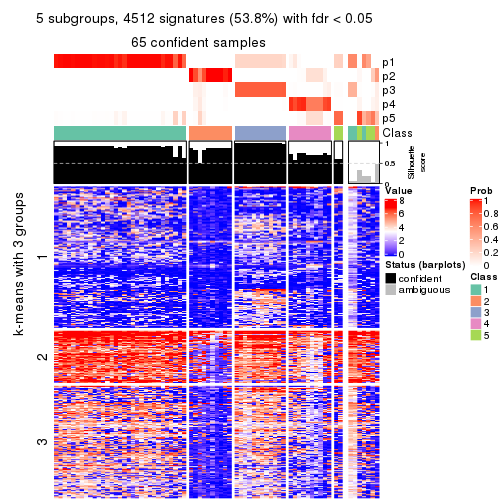 5 subgroups, 4512 signatures (53.8%) with fdr < 0.05
65 confident samples
p1
p2
p3
p4
p5
Class
1
0.5
0
Silhouette
score
k-means with 3 groups
1
2
3
Value
8
6
4
2
0
Status (barplots)
confident
ambiguous
Prob
1
0.8
0.6
0.4
0.2
0
Class
1
2
3
4
5